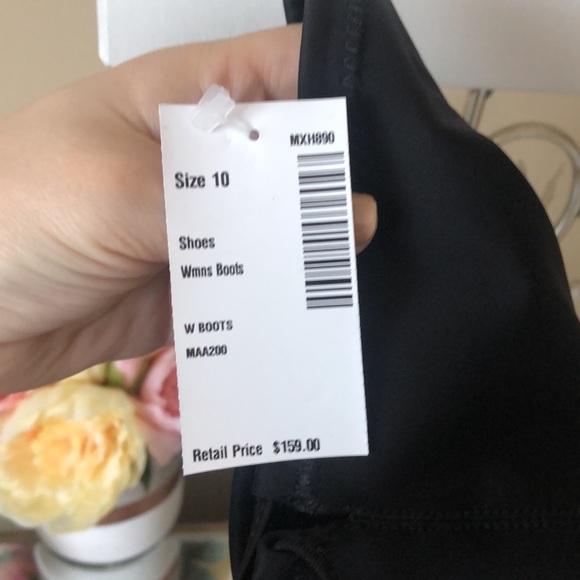 MXH890
Size 10
Shoes
Wmns Boots
W BOOTS
MAA200
Retail Price $159.00